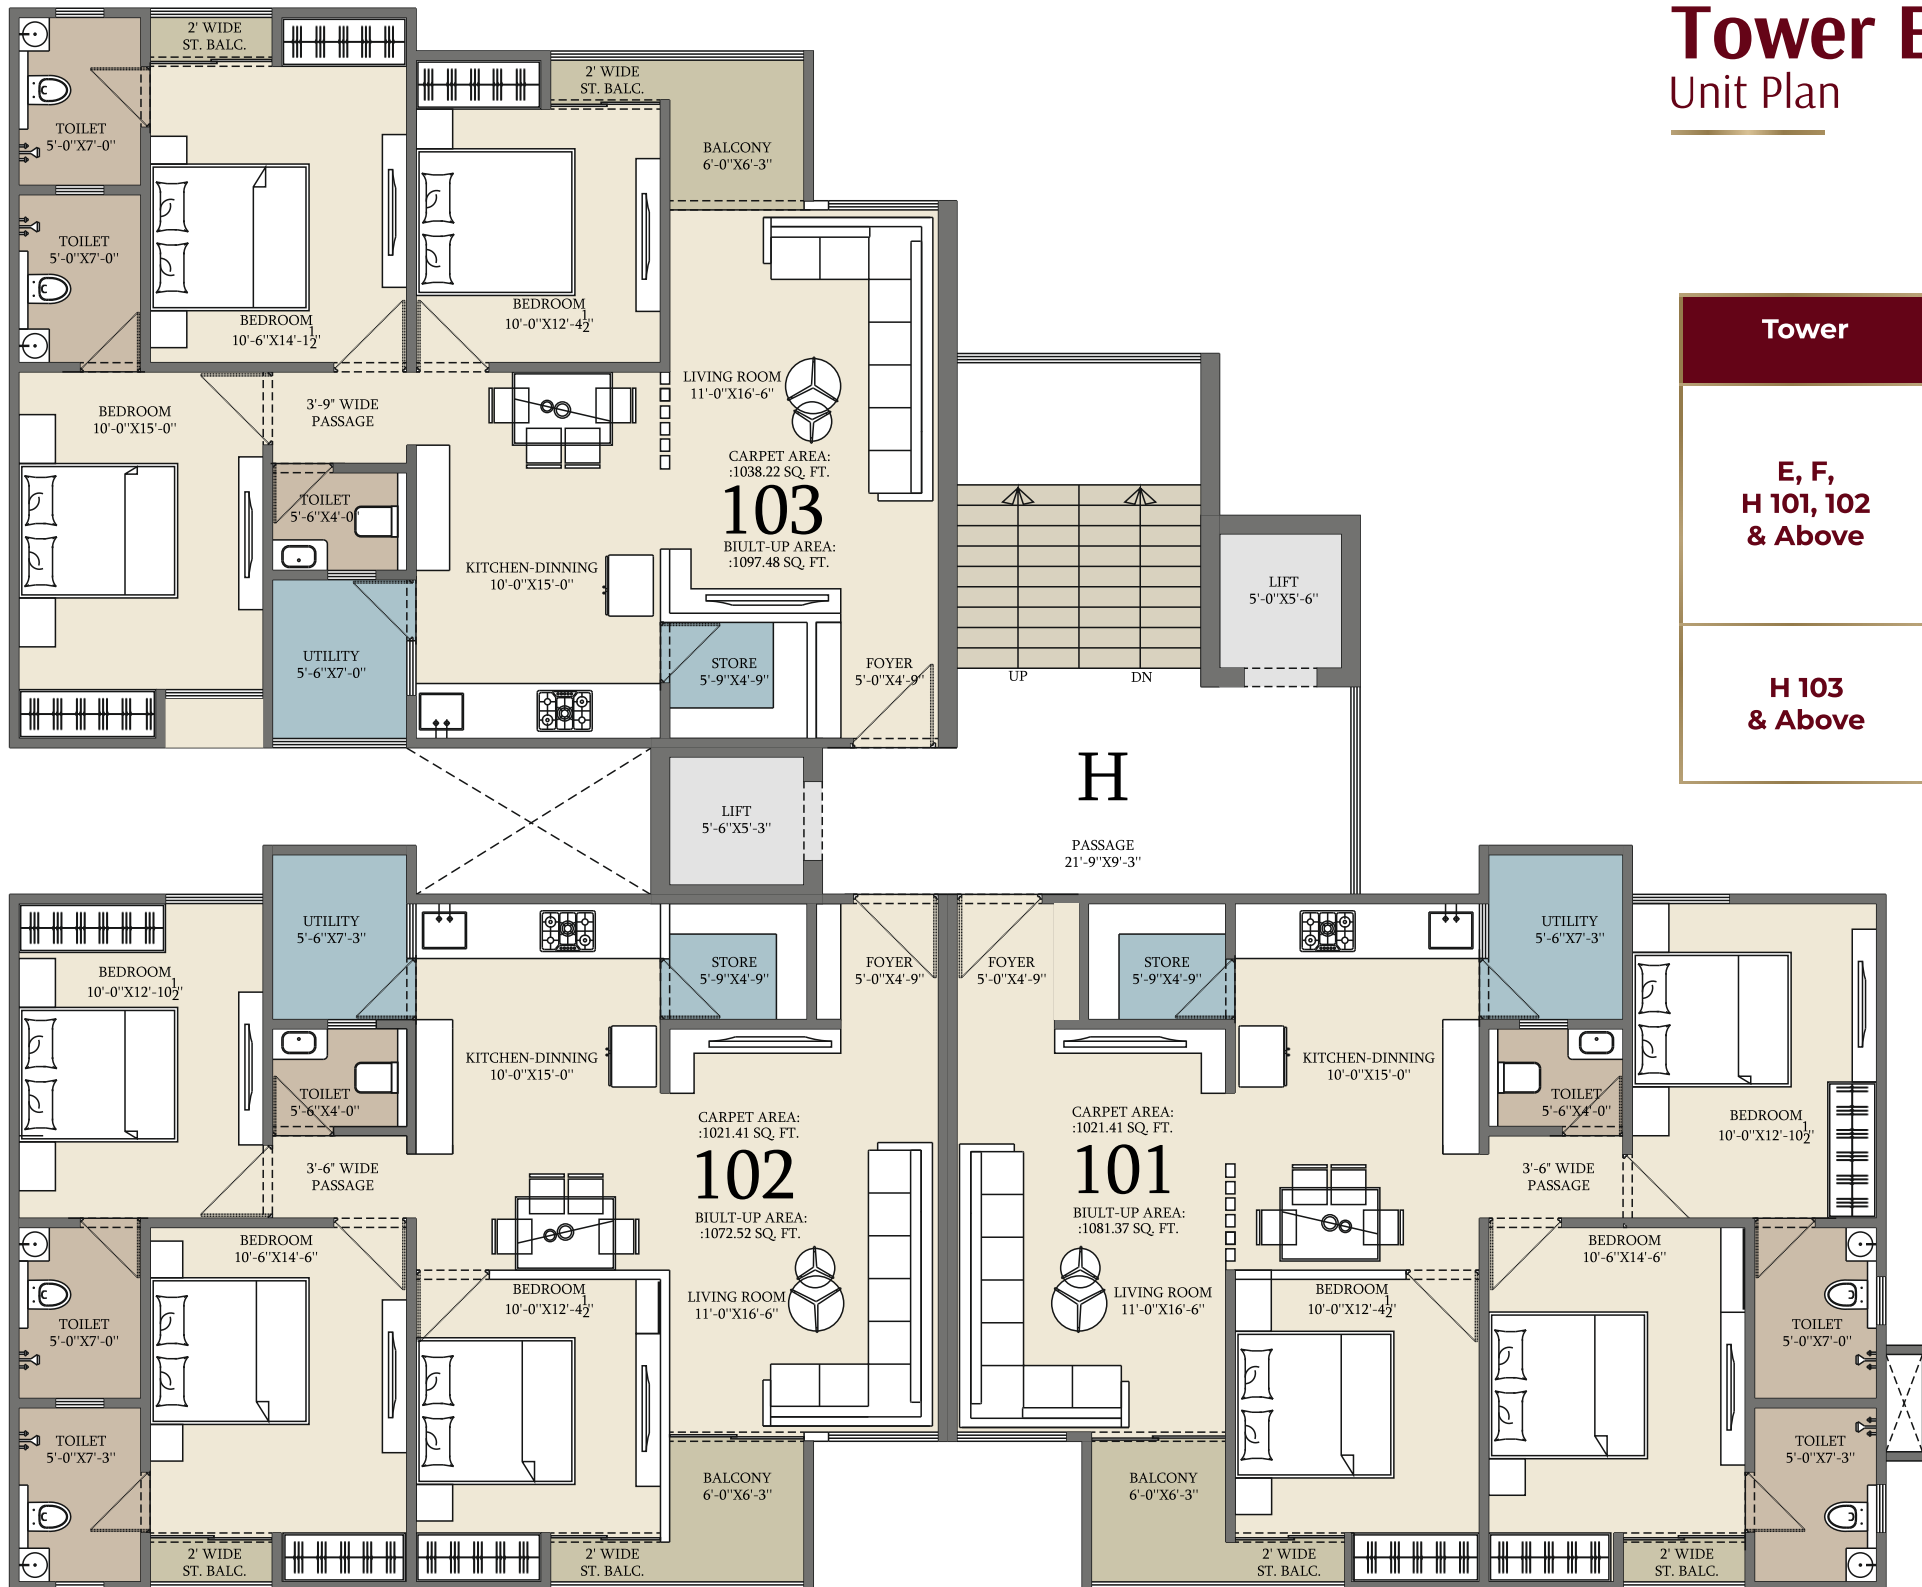 Tower E
Unit Plan
Tower
E, F,
H 101, 102
& Above
H 103
& Above
2' WIDE
ST. BALC.
2' WIDE
ST. BALC.
TOILET
5'-0"X7'-0"
BALCONY
6'-0"X6'-3"
TOILET
5'-0"X7'-0"
BEDROOM
10'-6"X14'-1½"
BEDROOM
10'-0"X12'-4½"
BEDROOM
10'-0"X15'-0"
3'-9" WIDE
PASSAGE
LIVING ROOM
11'-0"X16'-6"
CARPET AREA:
:1038.22 SQ. FT.
103
BIULT-UP AREA:
:1097.48 SQ. FT.
TOILET
5'-6"X4'-0"
KITCHEN-DINNING
10'-0"X15'-0"
LIFT
5'-0"X5'-6"
UTILITY
5'-6"X7'-0"
STORE
5'-9"X4'-9"
FOYER
5'-0"X4'-9"
UP
DN
H
LIFT
5'-6"X5'-3"
PASSAGE
21'-9"X9'-3"
UTILITY
5'-6"X7'-3"
UTILITY
5'-6"X7'-3"
BEDROOM
10'-0"X12'-10½"
STORE
5'-9"X4'-9"
FOYER
5'-0"X4'-9"
FOYER
5'-0"X4'-9"
STORE
5'-9"X4'-9"
KITCHEN-DINNING
10'-0"X15'-0"
KITCHEN-DINNING
10'-0"X15'-0"
TOILET
5'-6"X4'-0"
TOILET
5'-6"X4'-0"
CARPET AREA:
:1021.41 SQ. FT.
102
BIULT-UP AREA:
:1072.52 SQ. FT.
CARPET AREA:
:1021.41 SQ. FT.
101
BIULT-UP AREA:
:1081.37 SQ. FT.
BEDROOM
10'-0"X12'-10½"
3'-6" WIDE
PASSAGE
3'-6" WIDE
PASSAGE
BEDROOM
10'-6"X14'-6"
BEDROOM
10'-6"X14'-6"
BEDROOM
10'-0"X12'-4½"
LIVING ROOM
11'-0"X16'-6"
LIVING ROOM
11'-0"X16'-6"
BEDROOM
10'-0"X12'-4½"
TOILET
5'-0"X7'-0"
TOILET
5'-0"X7'-0"
TOILET
5'-0"X7'-3"
TOILET
5'-0"X7'-3"
BALCONY
6'-0"X6'-3"
BALCONY
6'-0"X6'-3"
2' WIDE
ST. BALC.
2' WIDE
ST. BALC.
2' WIDE
ST. BALC.
2' WIDE
ST. BALC.